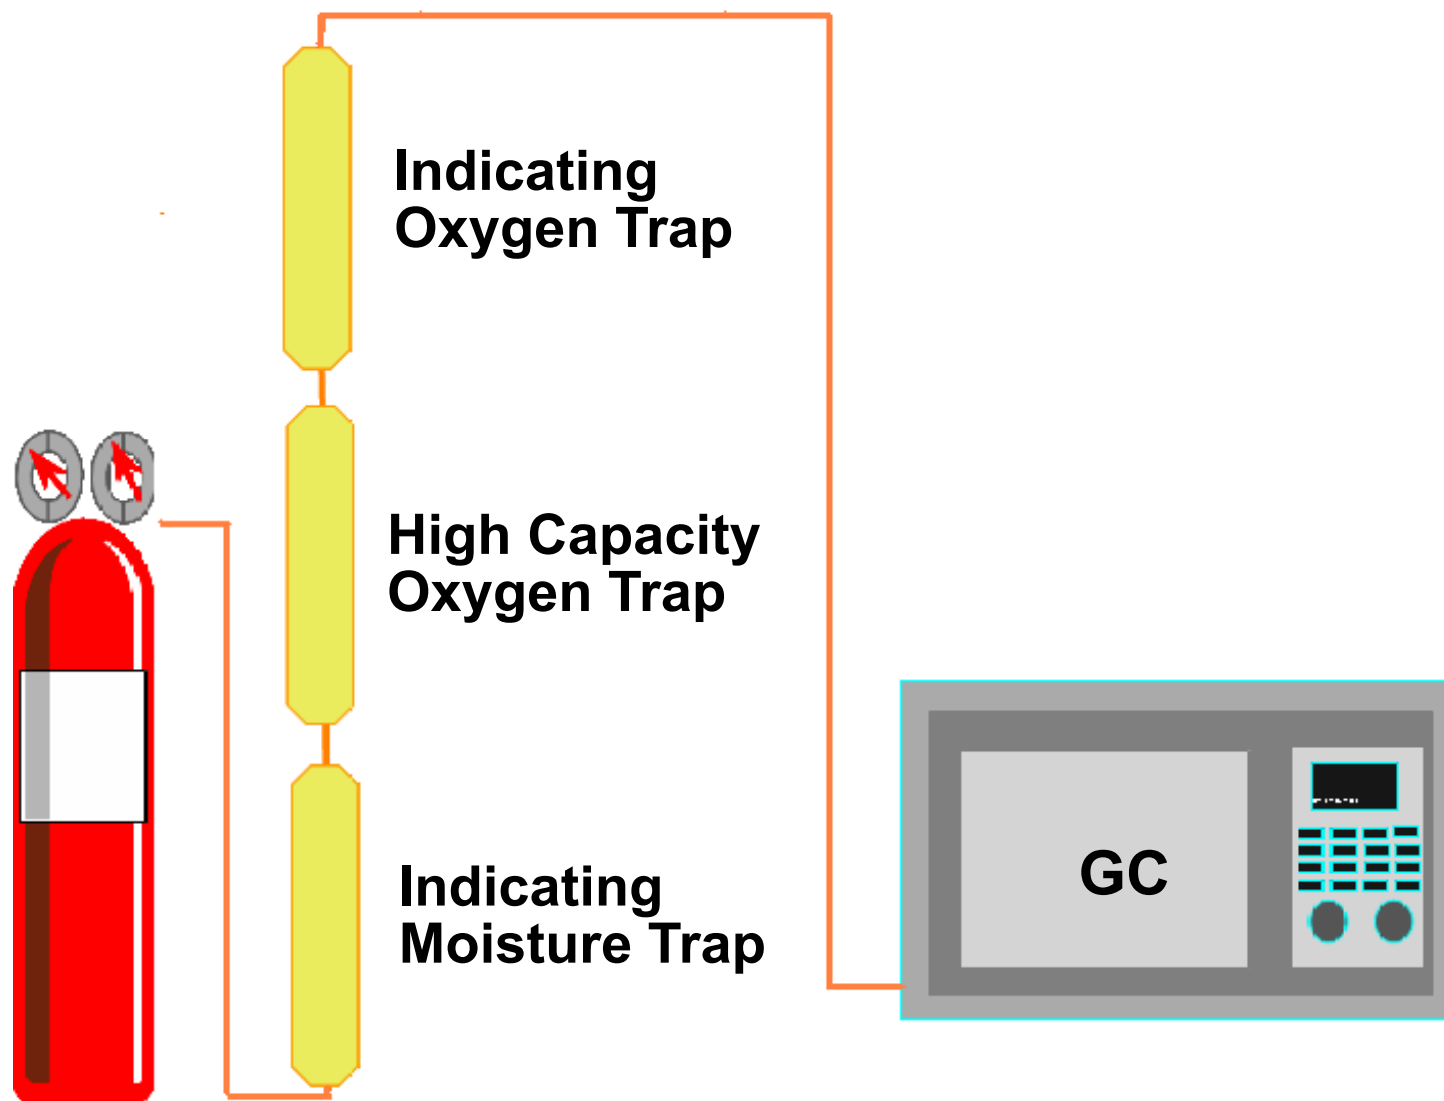 Indicating
Oxygen Trap
High Capacity
Oxygen Trap
Indicating
Moisture Trap
GC